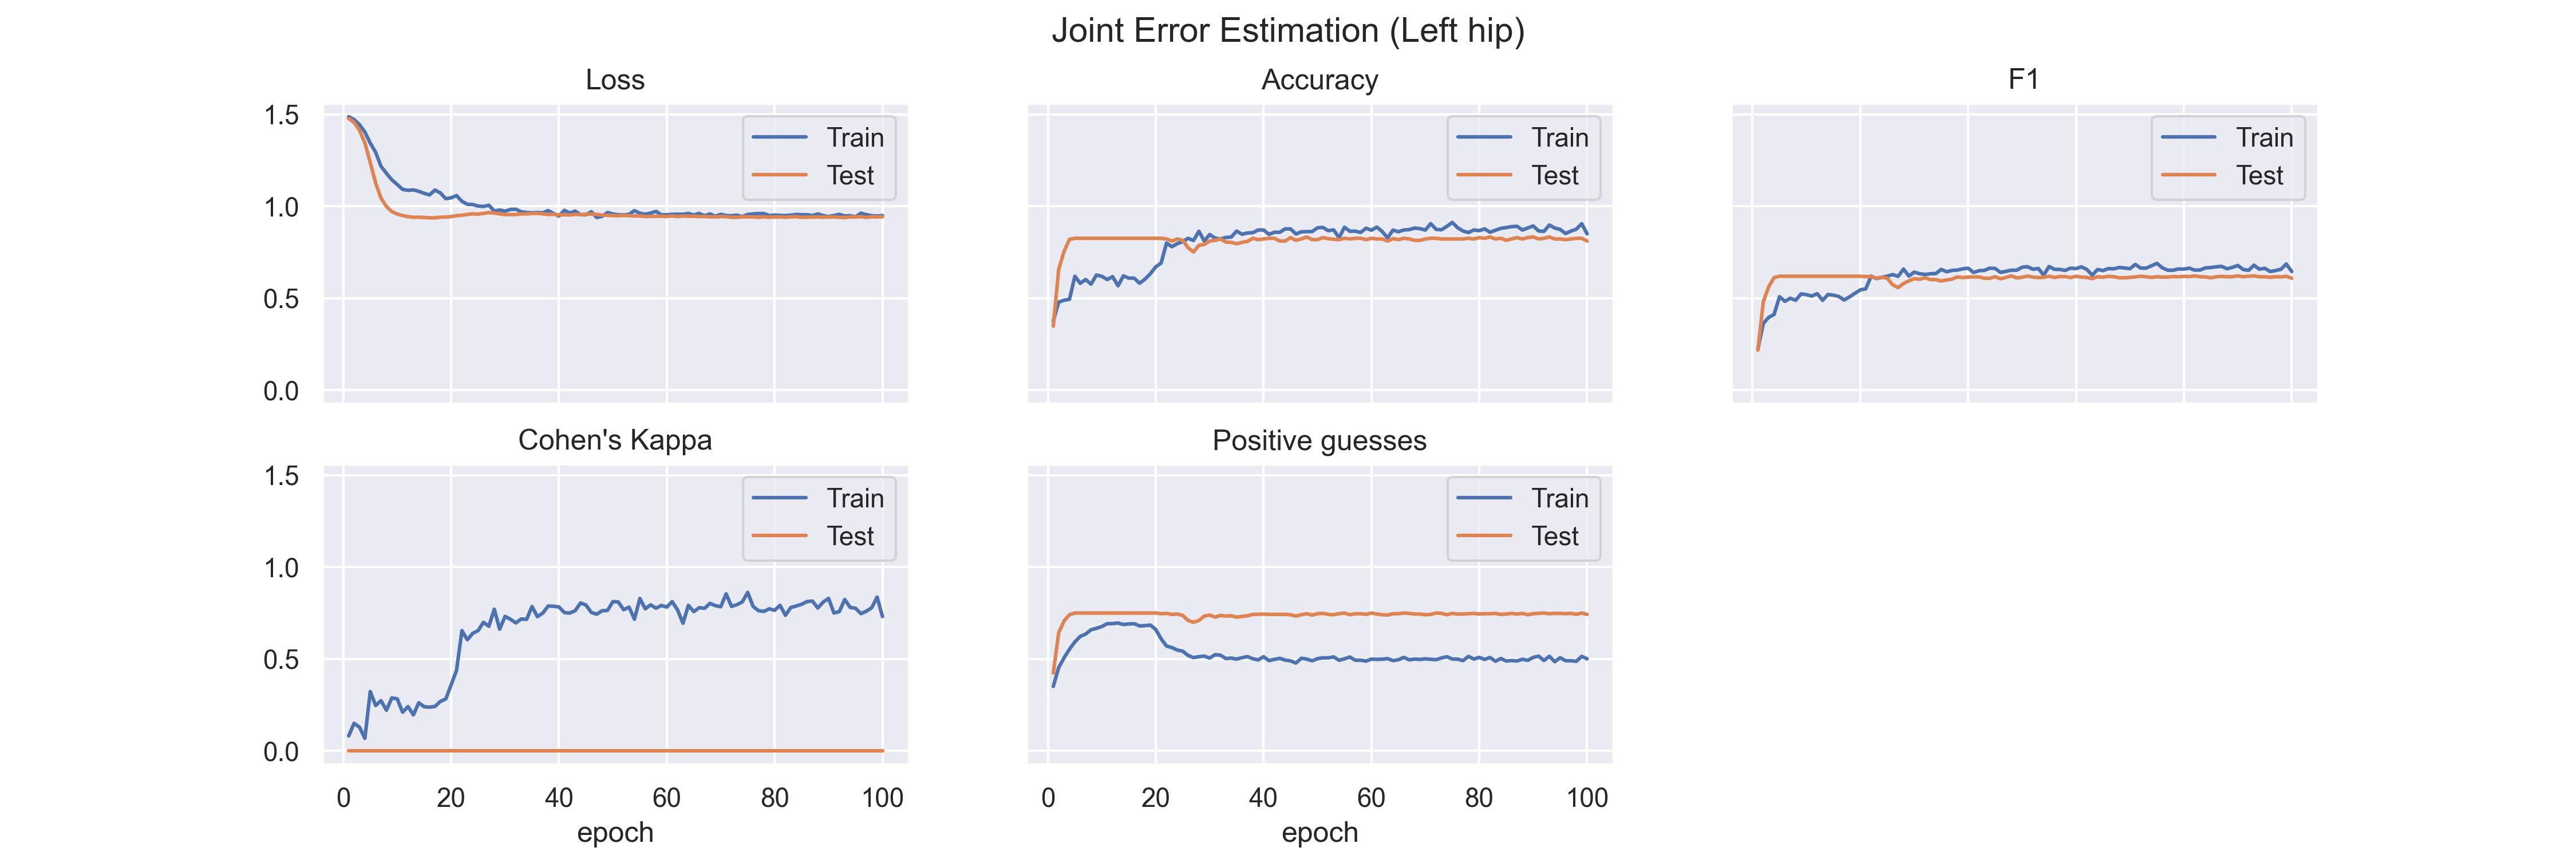 Joint Error Estimation (Left hip)
Loss
Accuracy
F1
1.5
1.0
0.5
0.0
Train
Test
Train
Test
Train
Test
Cohen's Kappa
Positive guesses
1.5
1.0
0.5
0.0
Train
Test
Train
Test
0 20 40 60 80 100
epoch
0 20 40 60 80 100
epoch